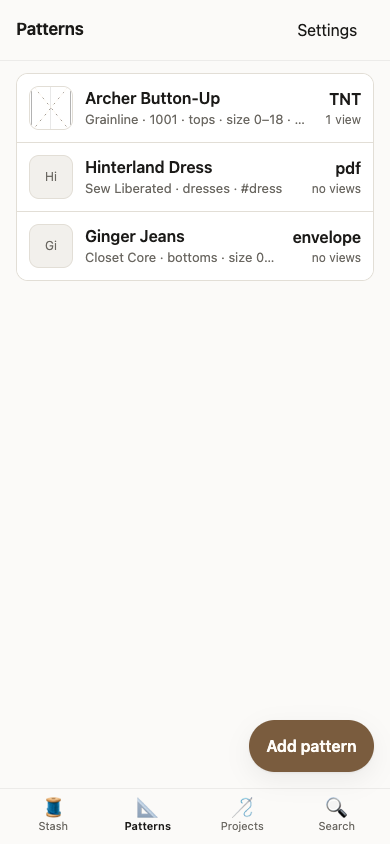 Patterns
Settings
Archer Button-Up
TNT
Grainline · 1001 · tops · size 0–18 · ...
1 view
Hi
Hinterland Dress
pdf
Sew Liberated · dresses · #dress
no views
Gi
Ginger Jeans
envelope
Closet Core · bottoms · size 0...
no views
Add pattern
Stash
Patterns
Projects
Search